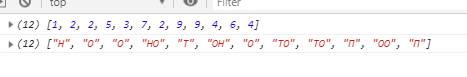 top
Filter
(12) [1, 2, 2, 5, 3, 7, 2, 9, 9, 4, 6, 4]
(12) ["н", "о", "о", "но", "т", "он", "о", "то", "то", "п", "оо", "п"]